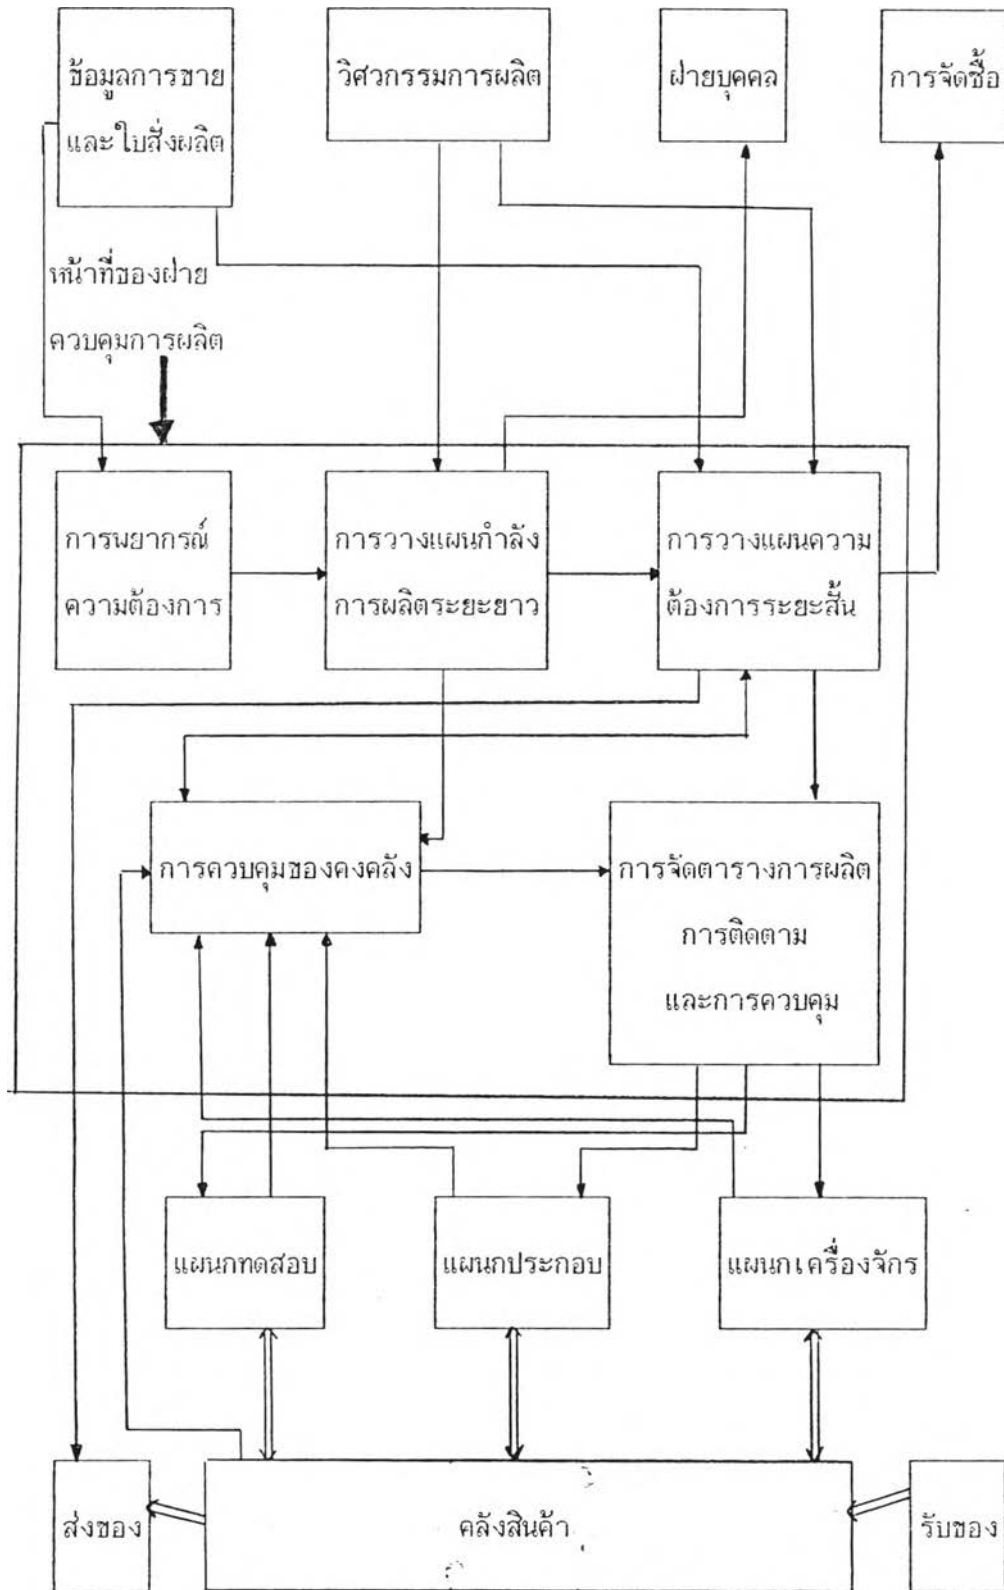 ข้อมูลการขาย
และใบสั่งผลิต
วิศวกรรมการผลิต
ฝ่ายบุคคล
การจัดซื้อ
หน้าที่ของฝ่าย
ควบคุมการผลิต
การพยากรณ์
ความต้องการ
การวางแผนกำลัง
การผลิตระยะยาว
การวางแผนความ
ต้องการระยะสั้น
การควบคุมของคงคลัง
การจัดตารางการผลิต
การติดตาม
และการควบคุม
แผนกทดสอบ
แผนกประกอบ
แผนกเครื่องจักร
ส่งของ
คลังสินค้า
รับของ